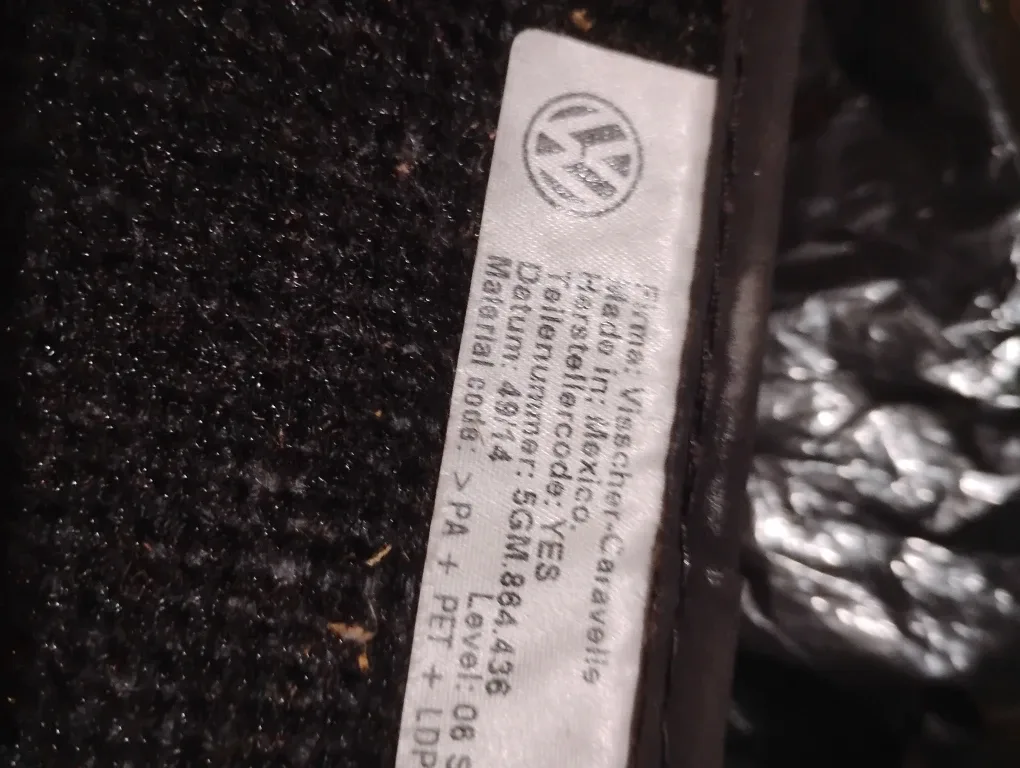 Firma: Visscher-Caravelle
Made in: Mexico.
Herstellercode: YES
Teilenummer: 5GM.864.436
Datum: 49/14 Level: 06 S
Material code: >PA + PET + LDP